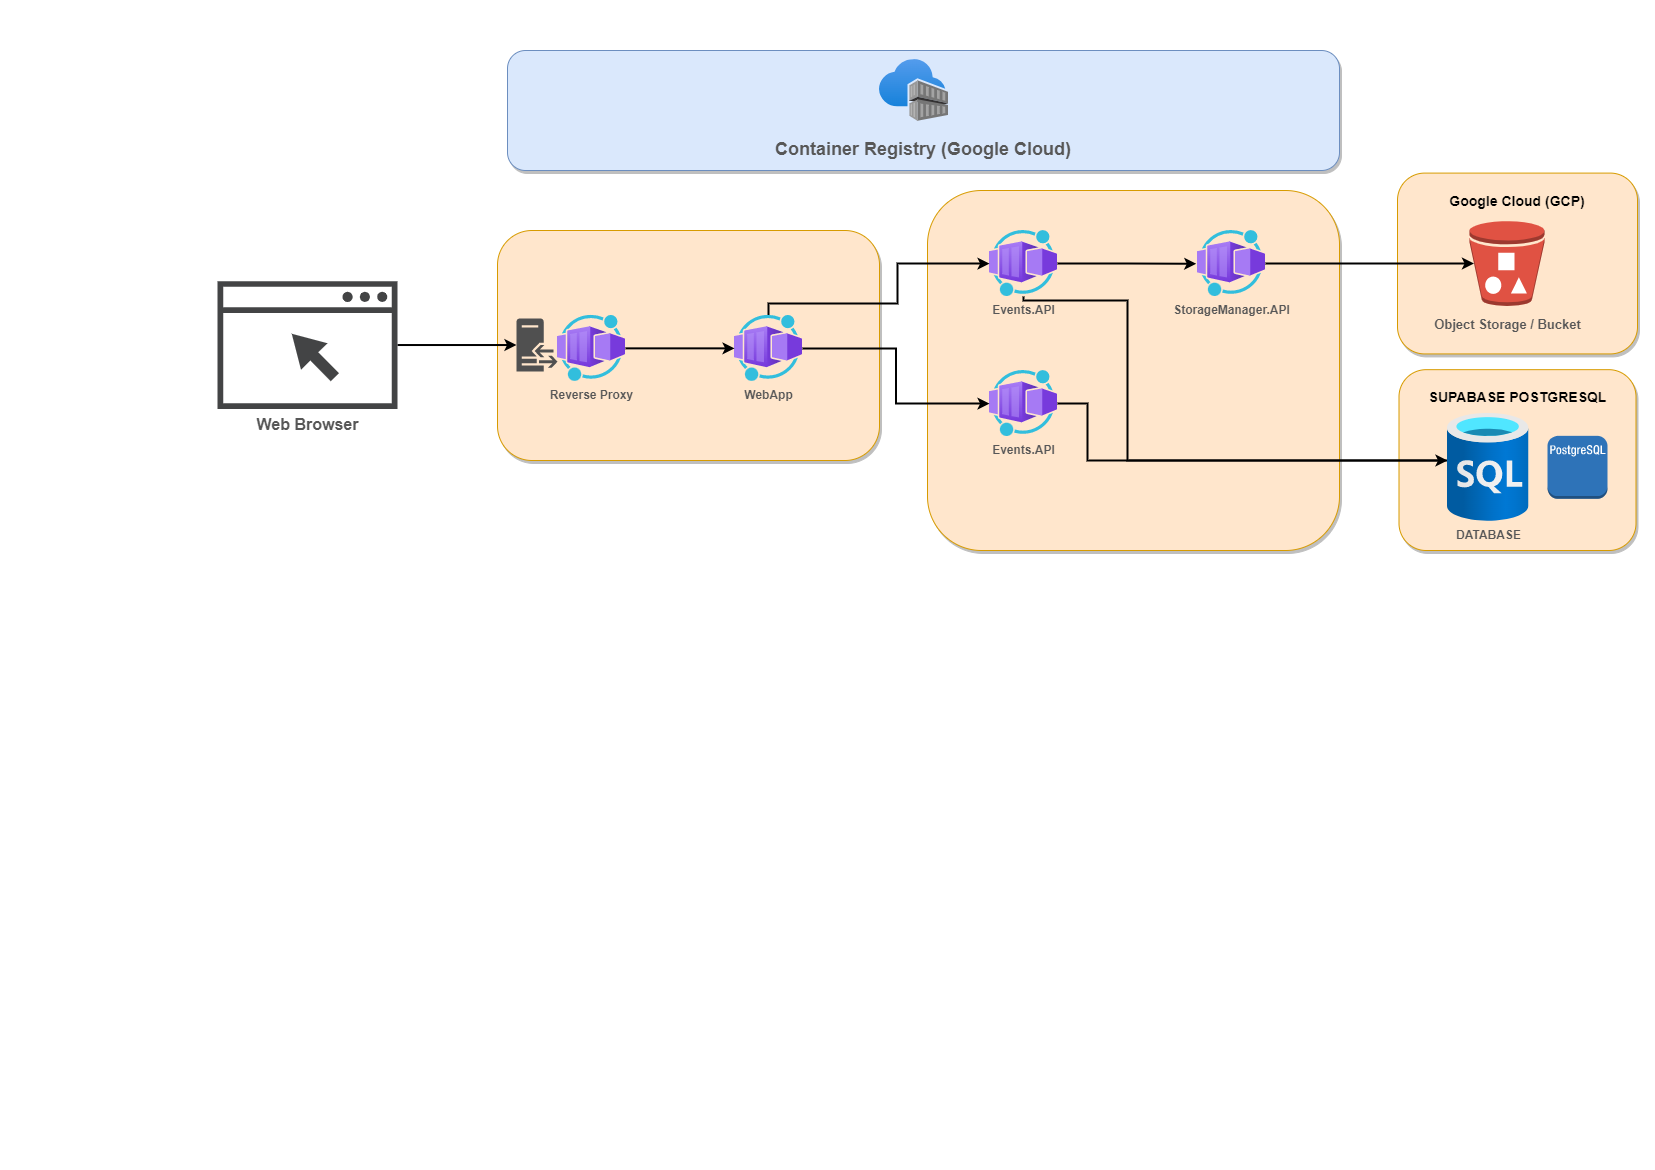 Container Registry (Google Cloud)
Google Cloud (GCP)
Object Storage / Bucket
Events.API
StorageManager.API
Reverse Proxy
WebApp
Web Browser
Events.API
SUPABASE POSTGRESQL
SQL
PostgreSQL
DATABASE